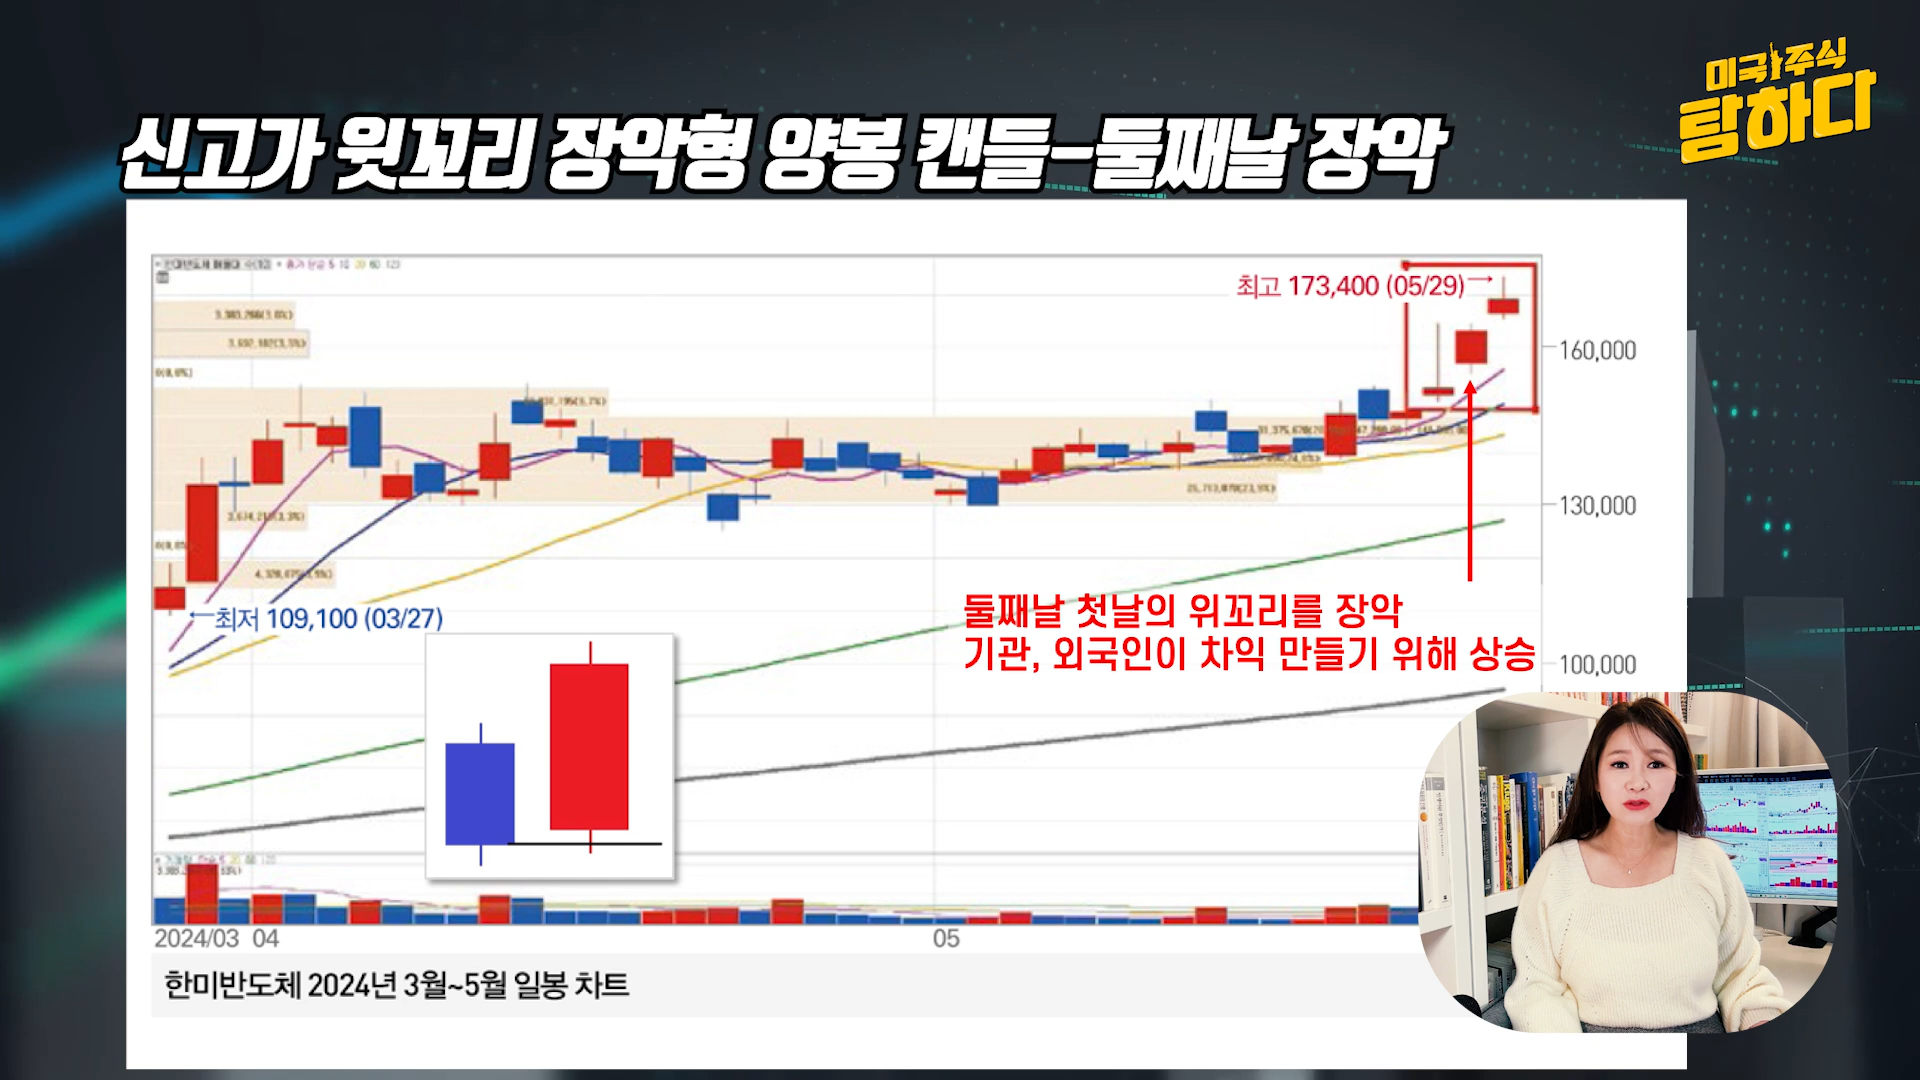 미국주식
탐하다
신고가 윗꼬리 장악형 양봉 캔들-둘째날 장악
최고 173,400 (05/29)→
160,000
130,000
←최저 109,100 (03/27)
둘째날 첫날의 위꼬리를 장악
기관, 외국인이 차익 만들기 위해 상승
100,000
2024/03 04 05
한미반도체 2024년 3월~5월 일봉 차트